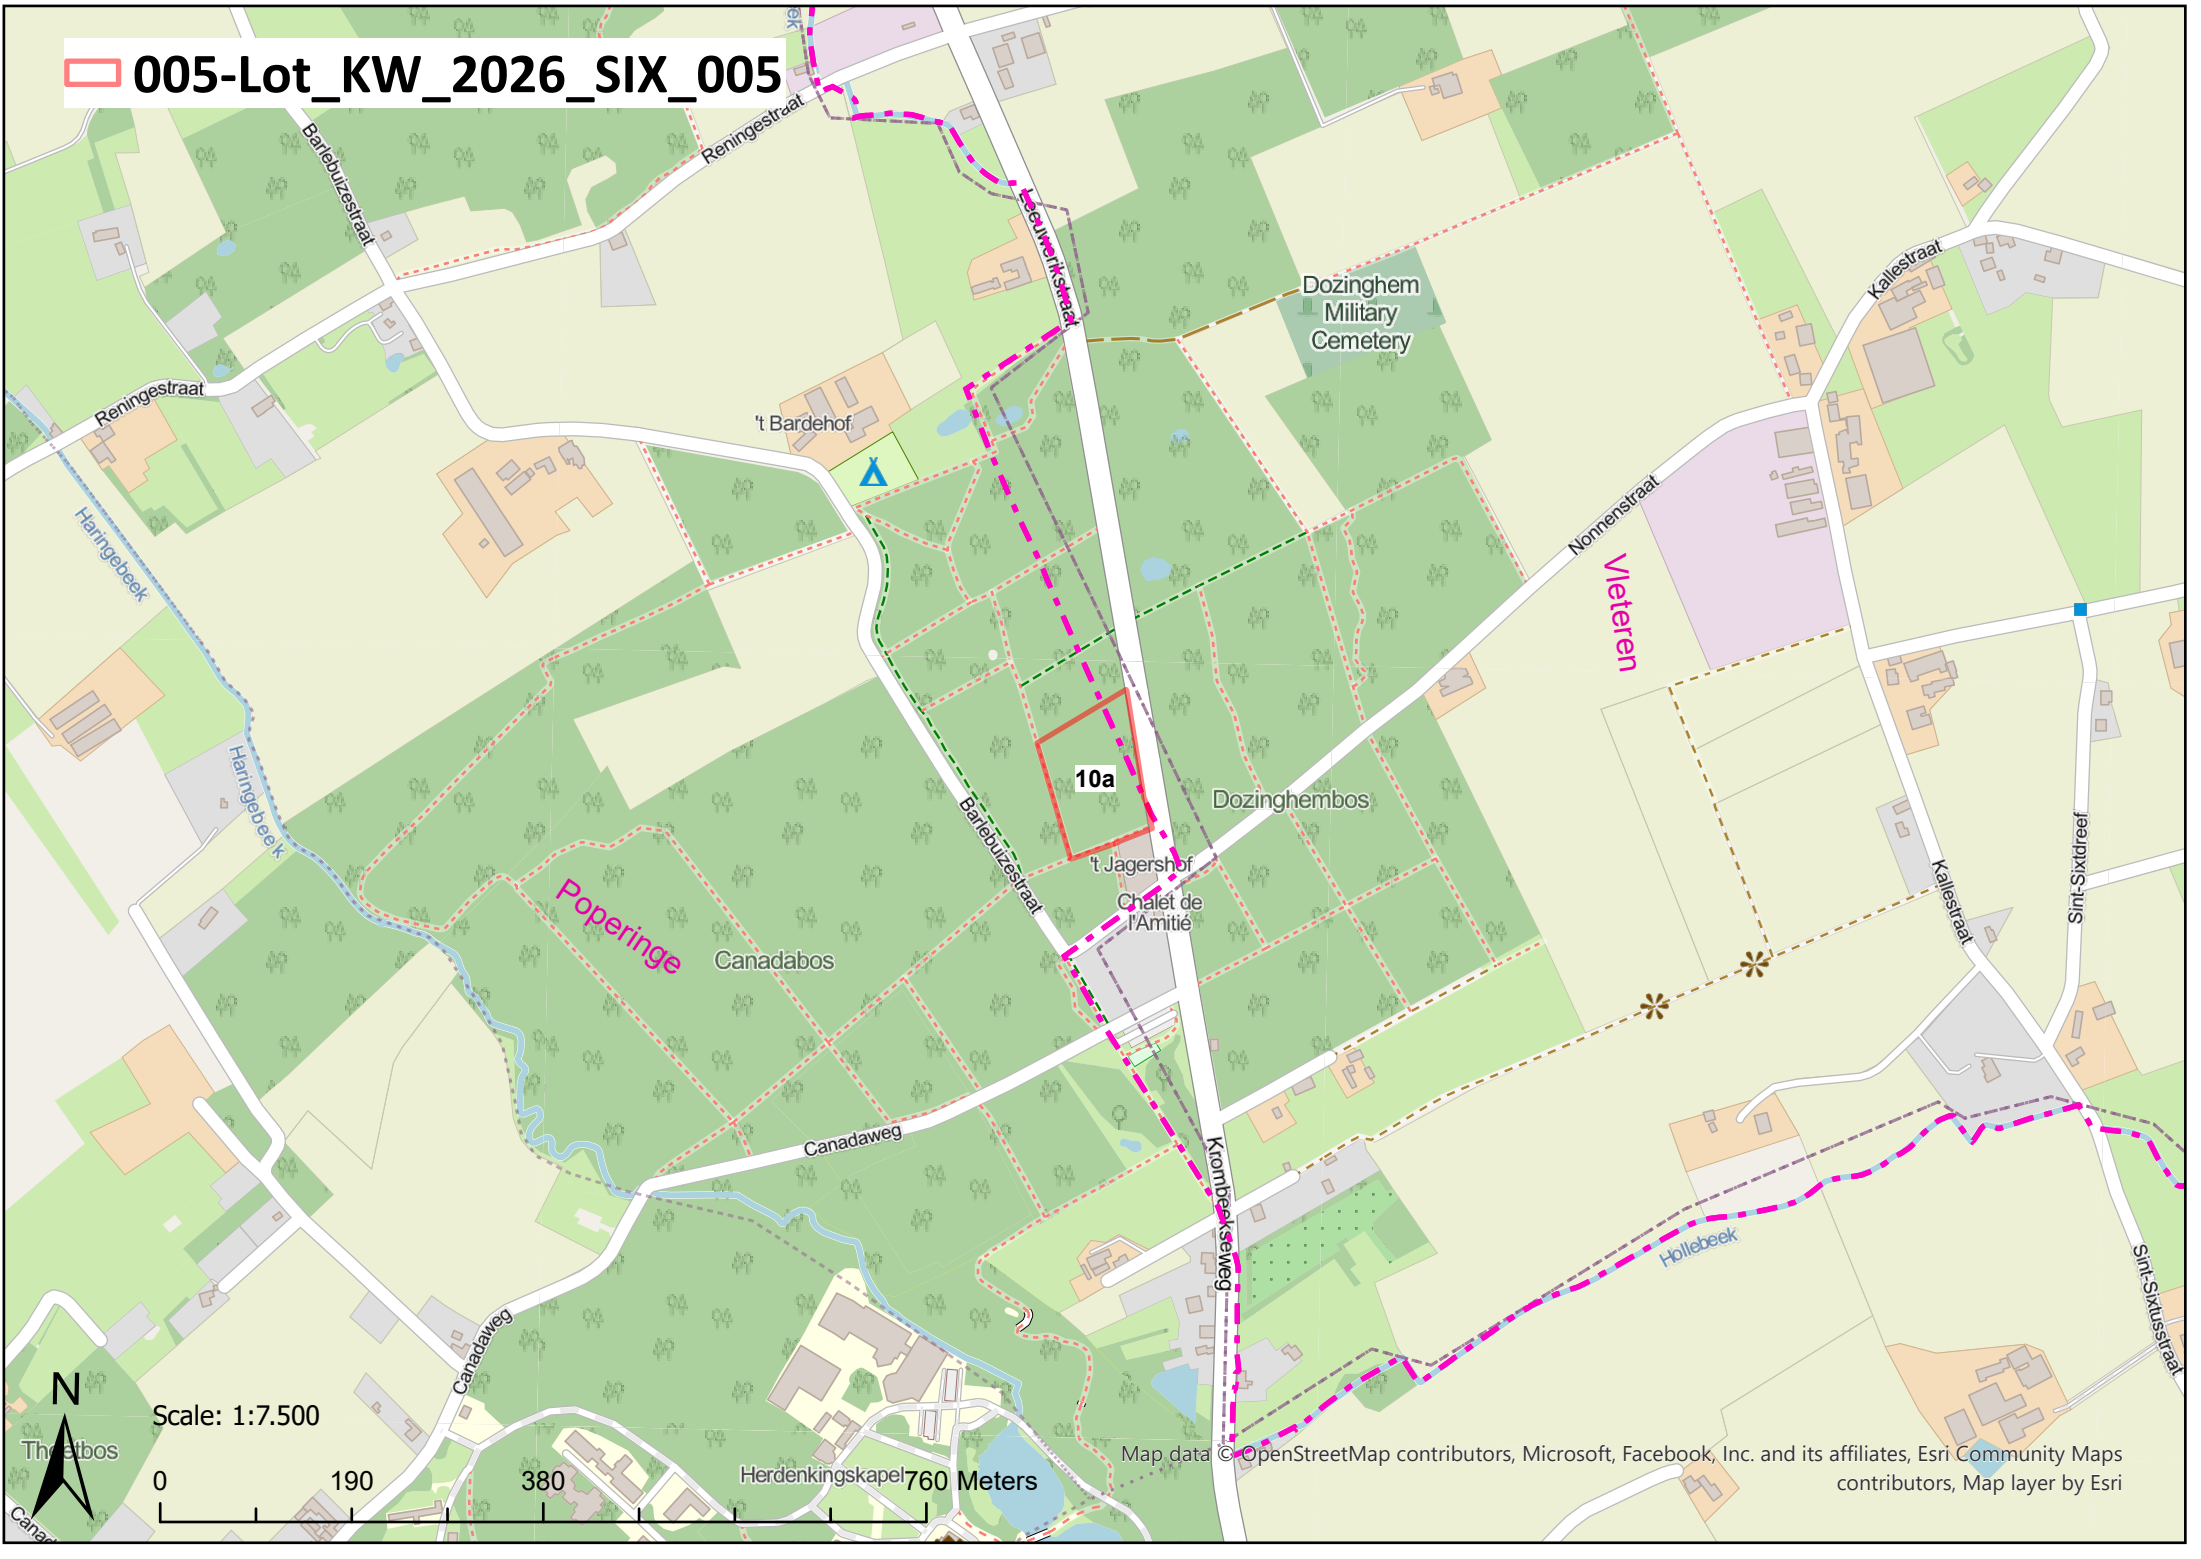 005-Lot_KW_2026_SIX_005
Reningestraat
Barlebuizestraat
Leeuwerikstraat
Dozinghem
Military
Cemetery
Kallestraat
Reningestraat
't Bardehof
Haringebeek
Nonnenstraat
Vleteren
Haringebeek
10a
Dozinghembos
Barlebuizestraat
't Jagershof
Chalet de
l'Amitié
Poperinge
Canadabos
Kallestraat
Sint-Sixtdreef
Canadaweg
Krombeekseweg
Hollebeek
Sint-Sixtusstraat
Canadaweg
N
Scale: 1:7.500
Thoetbos
0 190 380 760 Meters
Herdenkingskapel
Map data © OpenStreetMap contributors, Microsoft, Facebook, Inc. and its affiliates, Esri Community Maps
contributors, Map layer by Esri